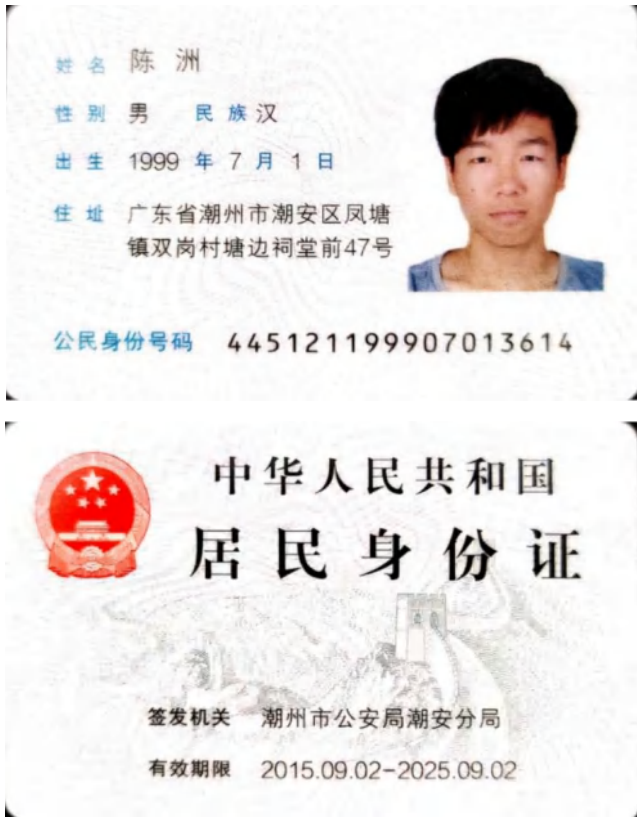 姓名 陈洲
性别 男 民族 汉
出生 1999 年 7 月 1 日
住址 广东省潮州市潮安区凤塘
镇双岗村塘边祠堂前47号
公民身份号码 445121199907013614
中华人民共和国
居民身份证
签发机关 潮州市公安局潮安分局
有效期限 2015.09.02-2025.09.02